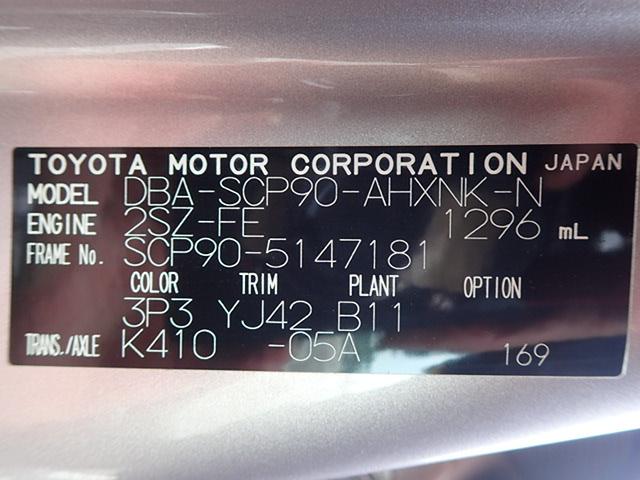 TOYOTA MOTOR CORPORATION JAPAN
MODEL DBA-SCP90-AHXNK-N
ENGINE 2SZ-FE 1296 mL
FRAME No. SCP90-5147181
COLOR TRIM PLANT OPTION
3P3 YJ42 B11
TRANS./AXLE K410 -05A 169